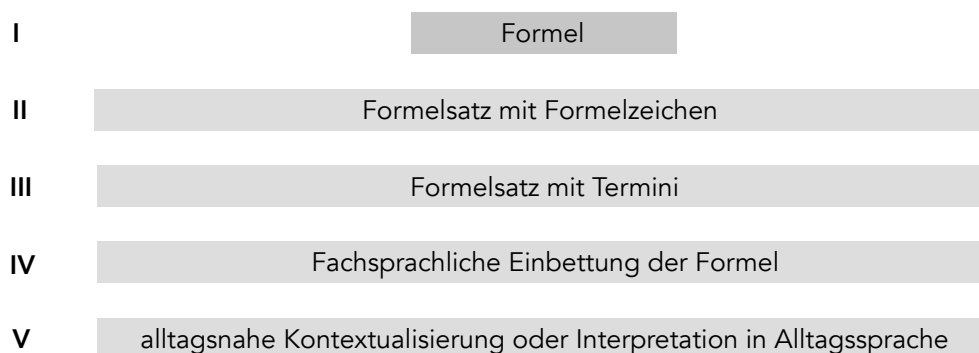 I Formel
II Formelsatz mit Formelzeichen
III Formelsatz mit Termini
IV Fachsprachliche Einbettung der Formel
V alltagsnahe Kontextualisierung oder Interpretation in Alltagssprache